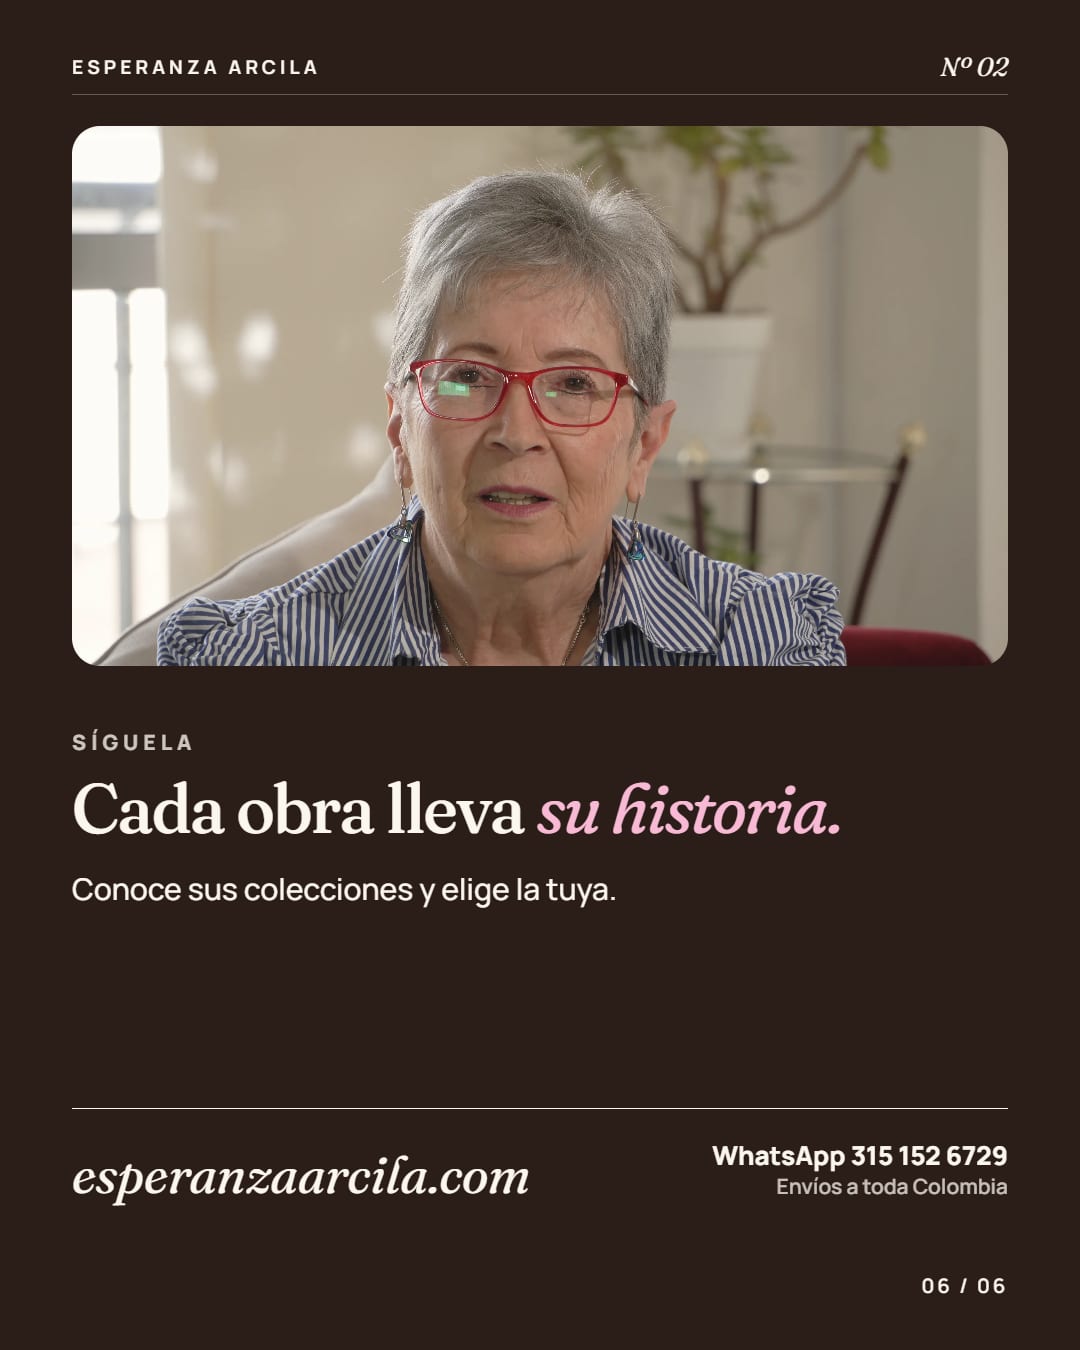 ESPERANZA ARCILA
Nº 02
SÍGUELA
Cada obra lleva su historia.
Conoce sus colecciones y elige la tuya.
esperanzaarcila.com
WhatsApp 315 152 6729
Envíos a toda Colombia
06 / 06